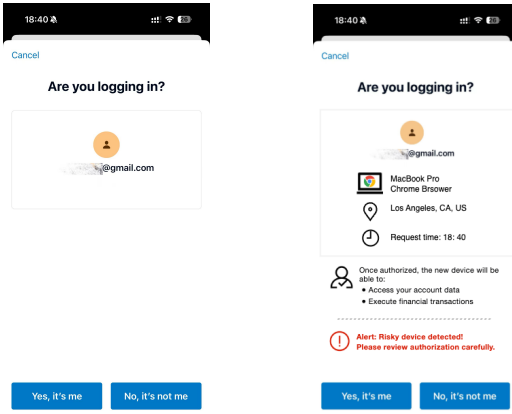 18:40
28
Cancel
Are you logging in?
@gmail.com
Yes, it's me
No, it's not me
18:40
28
Cancel
Are you logging in?
@gmail.com
MacBook Pro
Chrome Brsower
Los Angeles, CA, US
Request time: 18: 40
Once authorized, the new device will be
able to:
• Access your account data
• Execute financial transactions
Alert: Risky device detected!
Please review authorization carefully.
Yes, it's me
No, it's not me